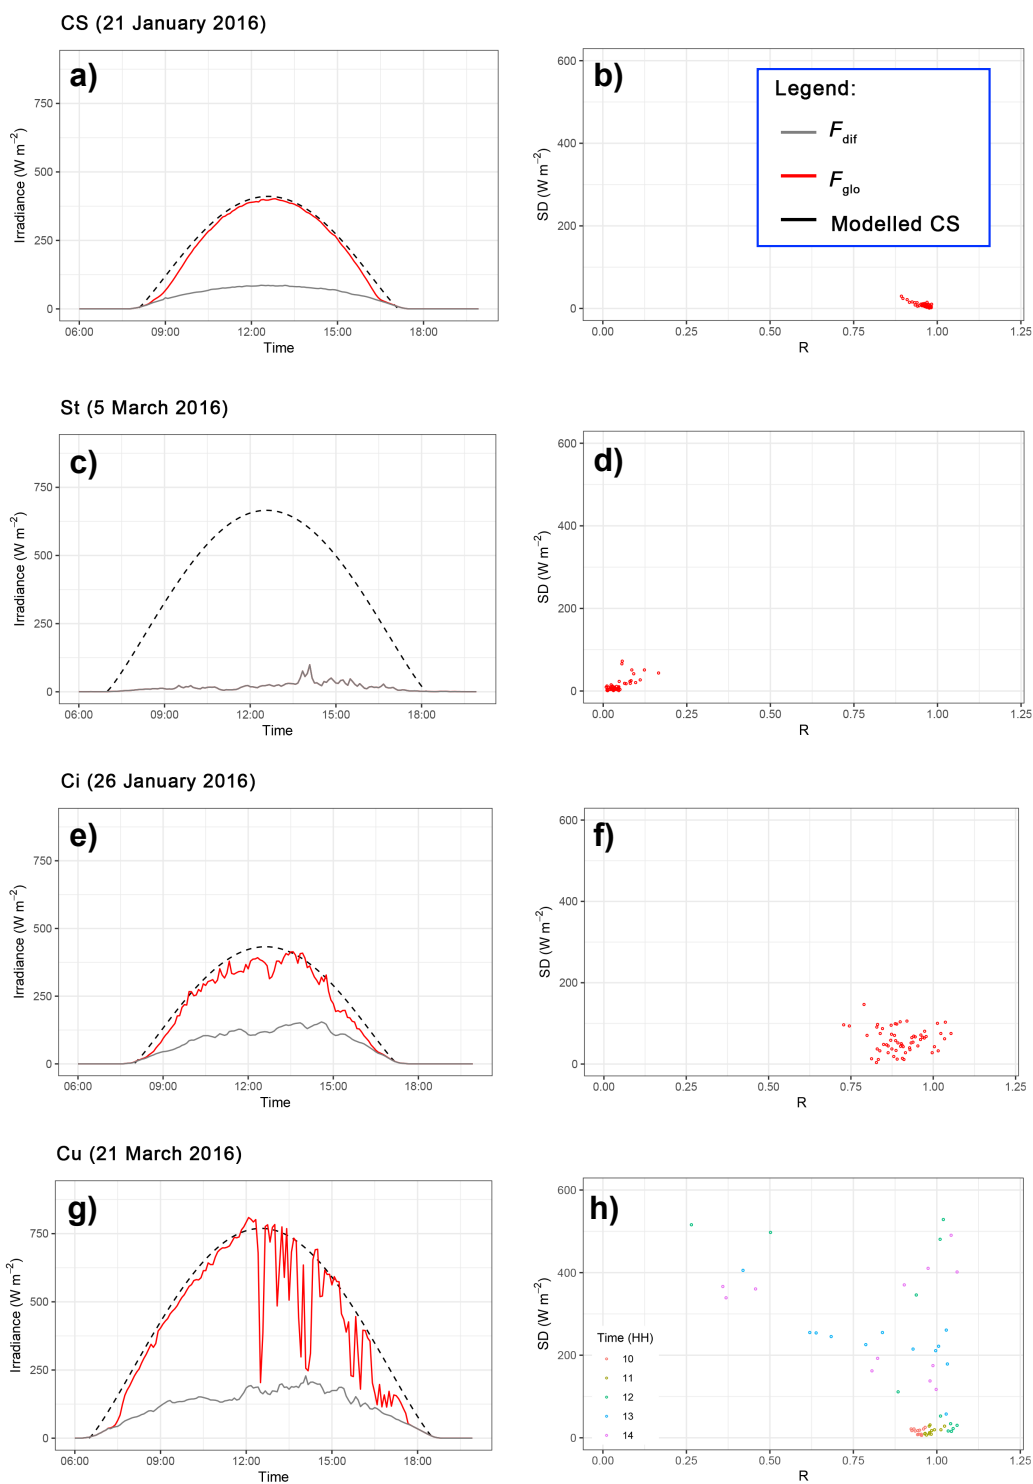 CS (21 January 2016)
a)
750
500
250
0
Irradiance (W m−2)
06:00 09:00 12:00 15:00 18:00
Time
b)
600
400
200
0
SD (W m−2)
0.00 0.25 0.50 0.75 1.00 1.25
R
Legend:
Fdif
Fglo
Modelled CS
St (5 March 2016)
c)
750
500
250
0
Irradiance (W m−2)
06:00 09:00 12:00 15:00 18:00
Time
d)
600
400
200
0
SD (W m−2)
0.00 0.25 0.50 0.75 1.00 1.25
R
Ci (26 January 2016)
e)
750
500
250
0
Irradiance (W m−2)
06:00 09:00 12:00 15:00 18:00
Time
f)
600
400
200
0
SD (W m−2)
0.00 0.25 0.50 0.75 1.00 1.25
R
Cu (21 March 2016)
g)
750
500
250
0
Irradiance (W m−2)
06:00 09:00 12:00 15:00 18:00
Time
h)
600
400
200
0
SD (W m−2)
Time (HH)
10
11
12
13
14
0.00 0.25 0.50 0.75 1.00 1.25
R